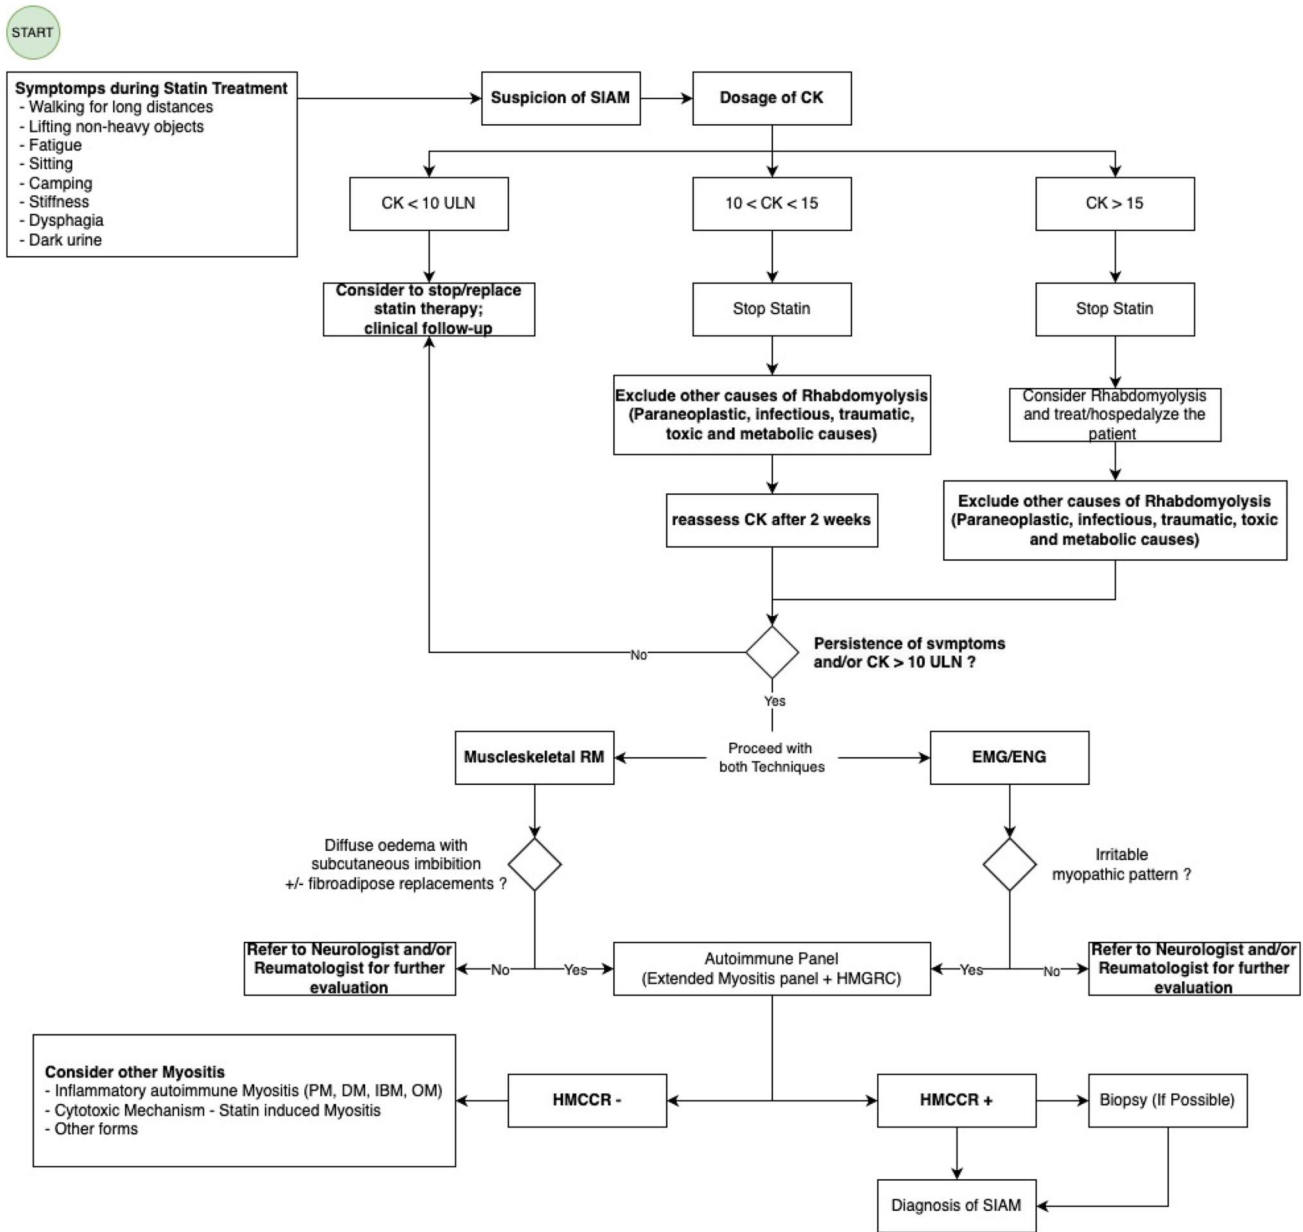 START
Symptomps during Statin Treatment
- Walking for long distances
- Lifting non-heavy objects
- Fatigue
- Sitting
- Camping
- Stiffness
- Dysphagia
- Dark urine
Suspicion of SIAM
Dosage of CK
CK < 10 ULN
10 < CK < 15
CK > 15
Consider to stop/replace
statin therapy;
clinical follow-up
Stop Statin
Stop Statin
Exclude other causes of Rhabdomyolysis
(Paraneoplastic, infectious, traumatic,
toxic and metabolic causes)
Consider Rhabdomyolysis
and treat/hospedalyze the
patient
reassess CK after 2 weeks
Exclude other causes of Rhabdomyolysis
(Paraneoplastic, infectious, traumatic, toxic
and metabolic causes)
Persistence of svmptoms
and/or CK > 10 ULN ?
No
Yes
Muscleskeletal RM
Proceed with
both Techniques
EMG/ENG
Diffuse oedema with
subcutaneous imbibition
+/- fibroadipose replacements ?
Irritable
myopathic pattern ?
Refer to Neurologist and/or
Reumatologist for further
evaluation
No
Yes
Autoimmune Panel
(Extended Myositis panel + HMGRC)
Yes
No
Refer to Neurologist and/or
Reumatologist for further
evaluation
Consider other Myositis
- Inflammatory autoimmune Myositis (PM, DM, IBM, OM)
- Cytotoxic Mechanism - Statin induced Myositis
- Other forms
HMCCR -
HMCCR +
Biopsy (If Possible)
Diagnosis of SIAM